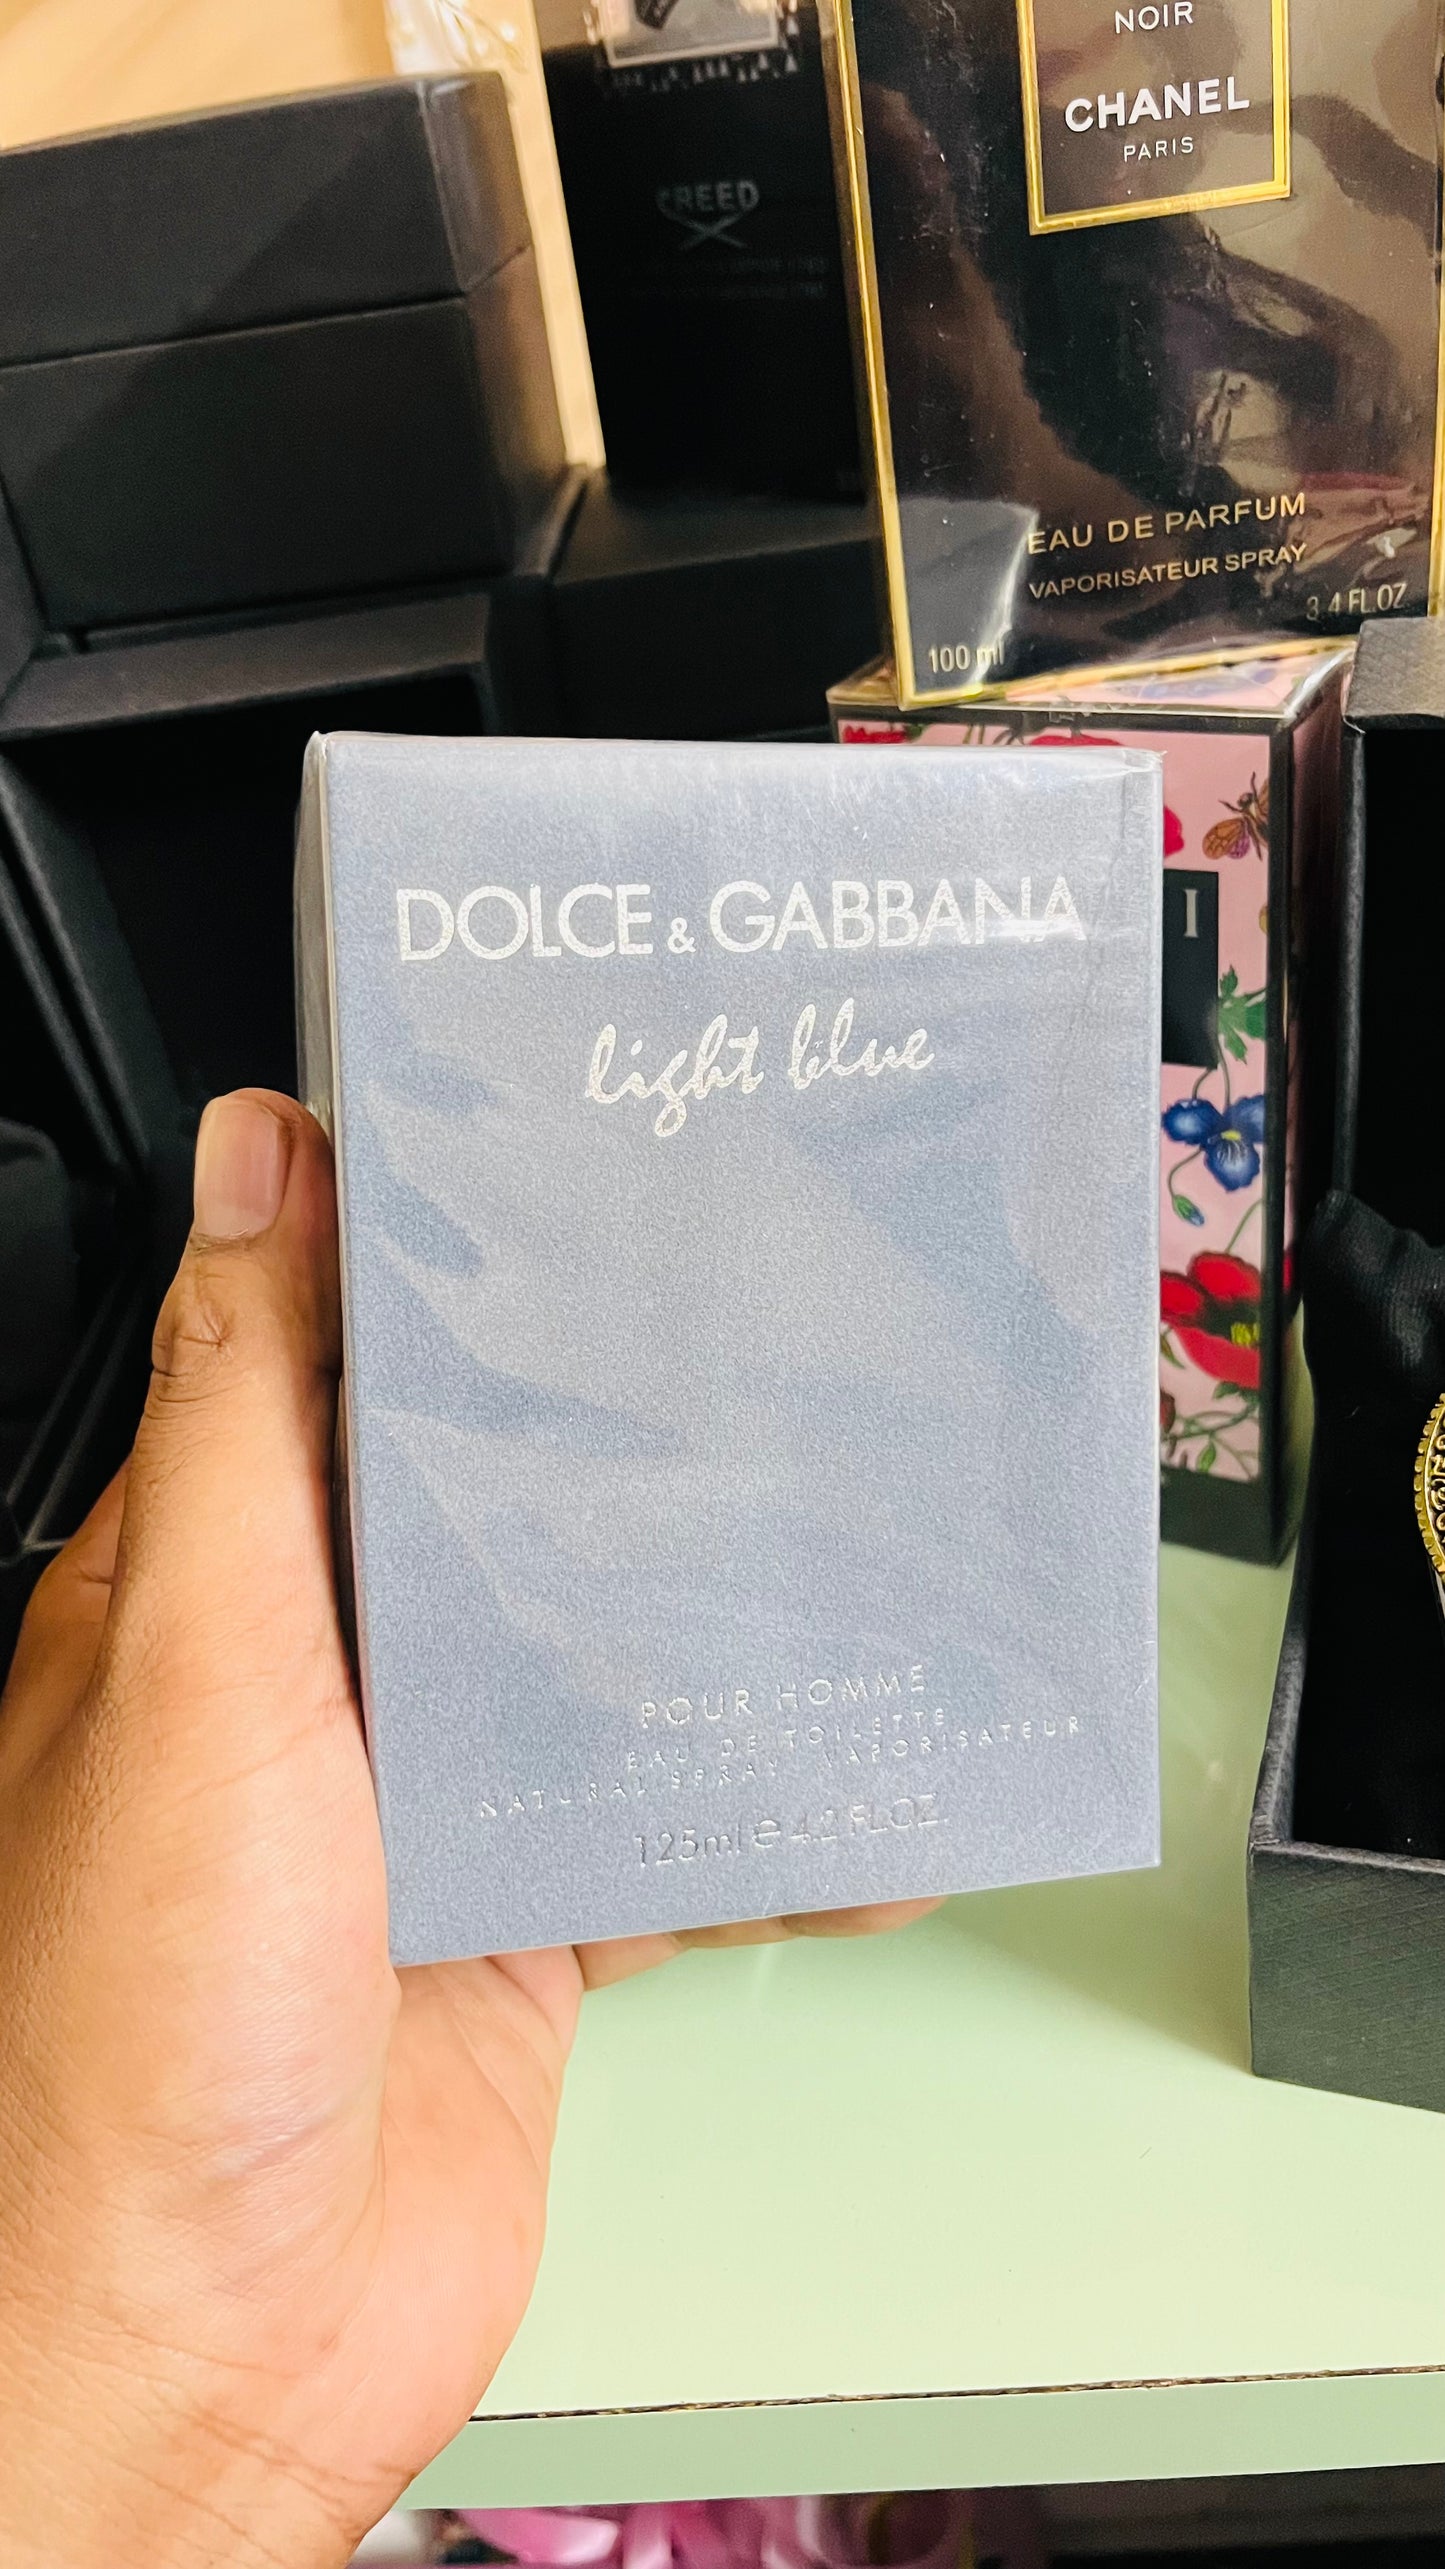 NOIR
CHANEL
PARIS
CREED
EAU DE PARFUM
VAPORISATEUR SPRAY
100 ml
3.4 FL.OZ
DOLCE & GABBANA
light blue
I
POUR HOMME
EAU DE TOILETTE
NATURAL SPRAY VAPORISATEUR
125ml e 4.2 FL.OZ.